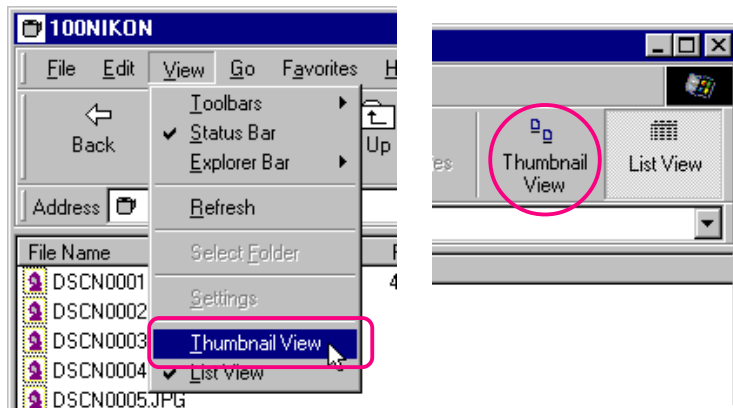 100NIKON
File Edit View Go Favorites
Back
Up
Toolbars
✔ Status Bar
Explorer Bar
Refresh
Select Folder
Settings
Thumbnail View
✔ List View
Address
File Name
DSCN0001
DSCN0002
DSCN0003
DSCN0004
DSCN0005.JPG
Thumbnail
View
List View